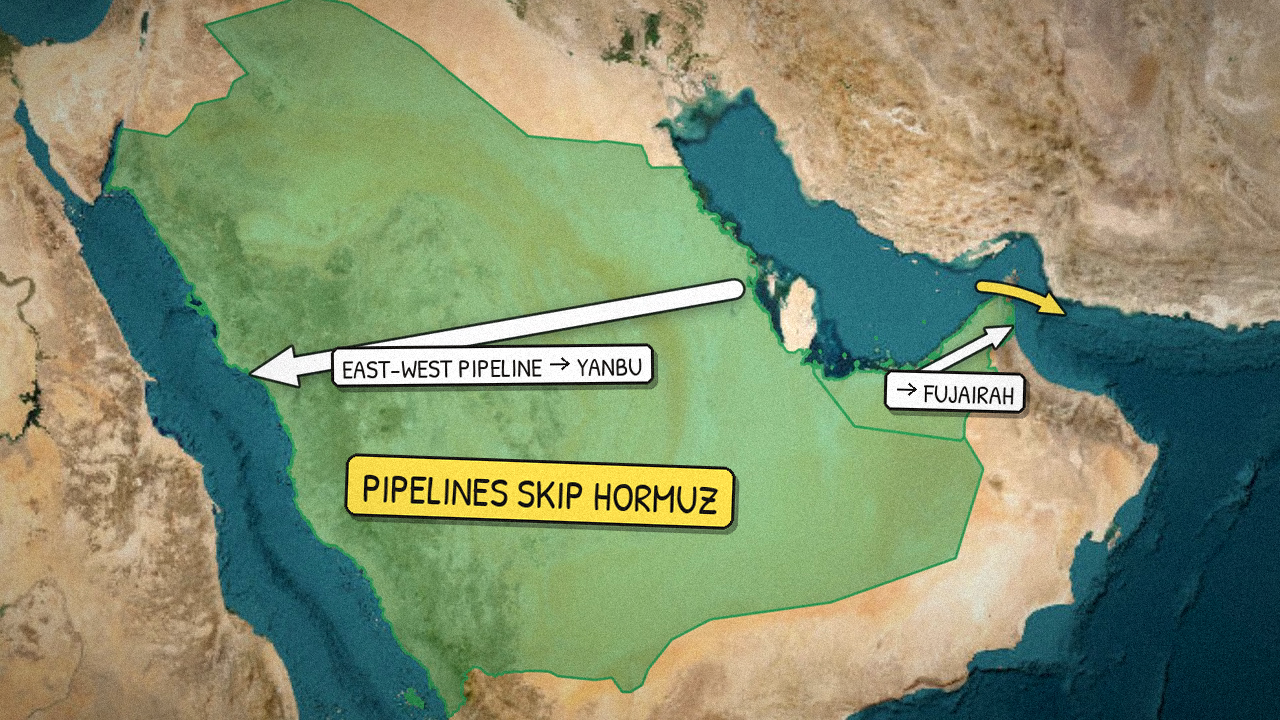 EAST-WEST PIPELINE → YANBU
→ FUJAIRAH
PIPELINES SKIP HORMUZ